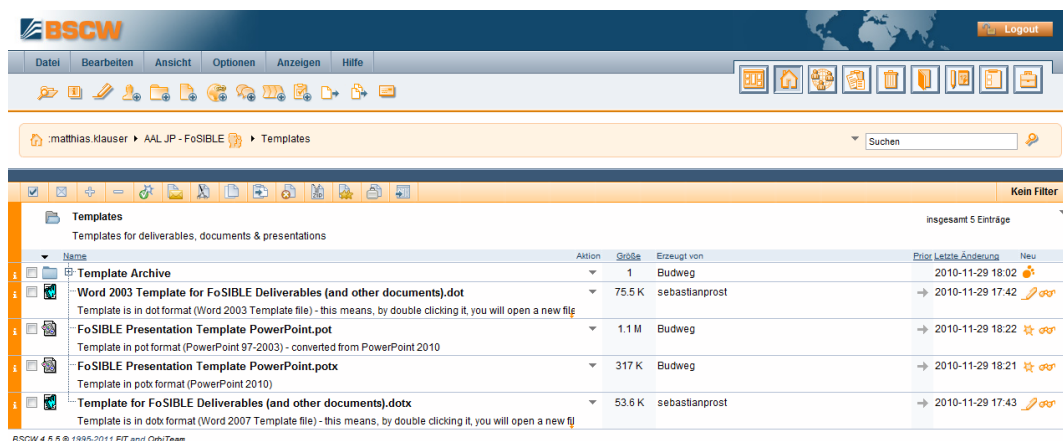 BSCW
Logout
Datei Bearbeiten Ansicht Optionen Anzeigen Hilfe
:matthias.klauser AAL JP - FoSIBLE Templates
Suchen
Kein Filter
Templates
insgesamt 5 Einträge
Templates for deliverables, documents & presentations
Name Aktion Größe Erzeugt von Prior Letzte Änderung Neu
Template Archive 1 Budweg 2010-11-29 18:02
Word 2003 Template for FoSIBLE Deliverables (and other documents).dot 75.5 K sebastianprost 2010-11-29 17:42
Template is in dot format (Word 2003 Template file) - this means, by double clicking it, you will open a new file
FoSIBLE Presentation Template PowerPoint.pot 1.1 M Budweg 2010-11-29 18:22
Template in pot format (PowerPoint 97-2003) - converted from PowerPoint 2010
FoSIBLE Presentation Template PowerPoint.potx 317 K Budweg 2010-11-29 18:21
Template in potx format (PowerPoint 2010)
Template for FoSIBLE Deliverables (and other documents).dotx 53.6 K sebastianprost 2010-11-29 17:43
Template is in dotx format (Word 2007 Template file) - this means, by double clicking it, you will open a new fil
BSCW 4.5.5 © 1995-2011 FIT and OrbiTeam